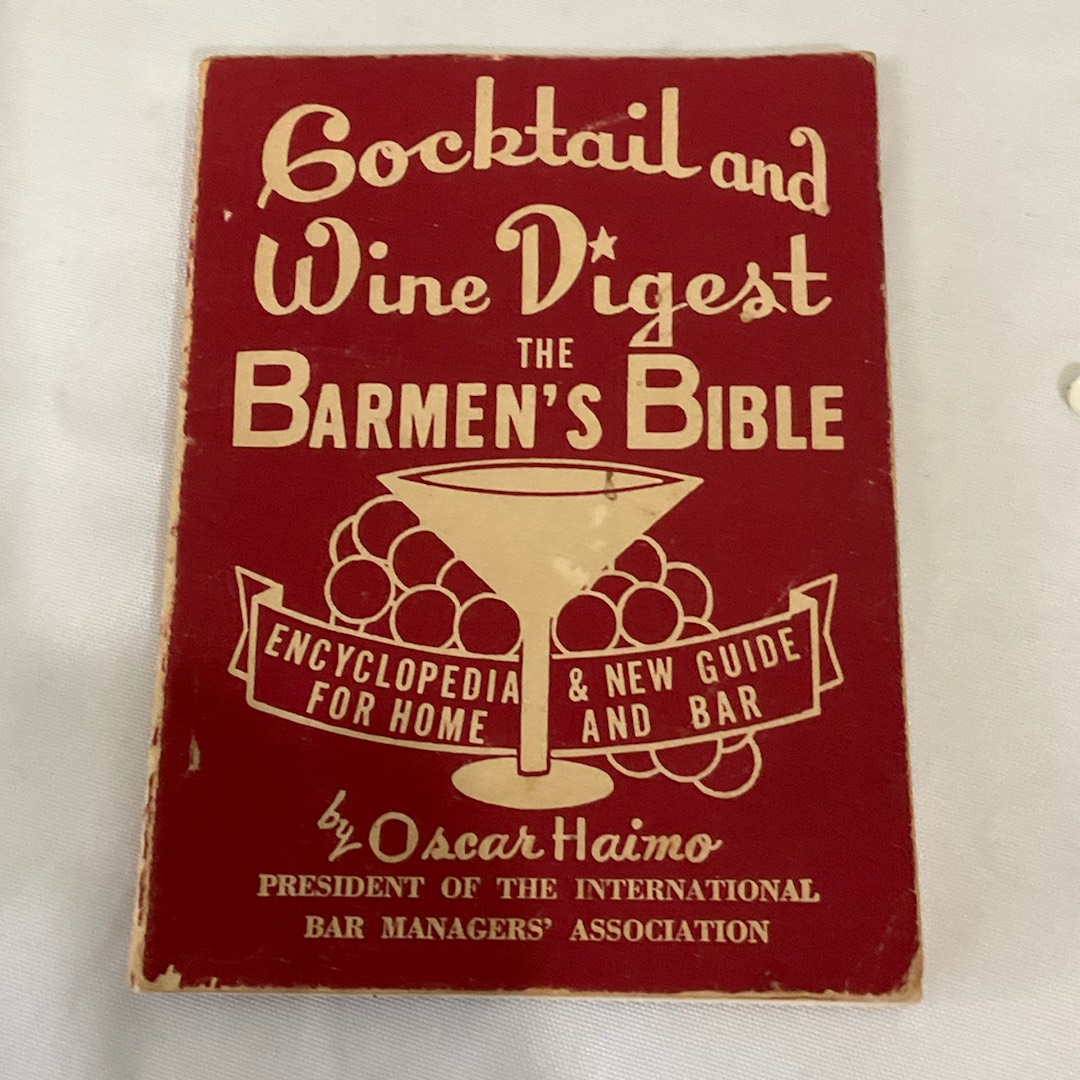 Cocktail and
Wine Digest
THE
BARMEN'S BIBLE
ENCYCLOPEDIA & NEW GUIDE
FOR HOME AND BAR
by Oscar Haimo
PRESIDENT OF THE INTERNATIONAL
BAR MANAGERS' ASSOCIATION